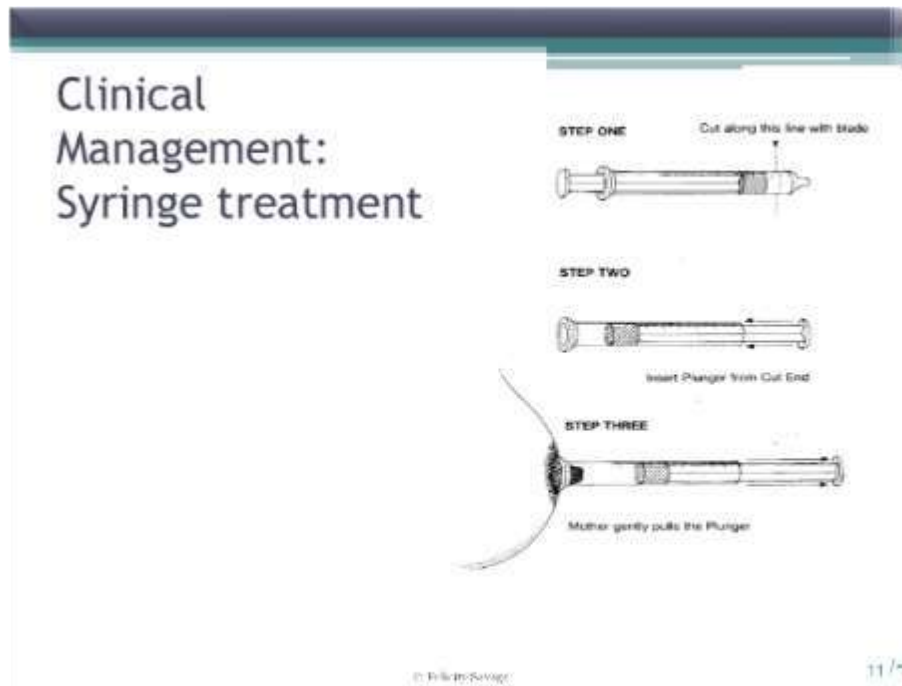 Clinical
Management:
Syringe treatment
STEP ONE
Cut along this line with blade
STEP TWO
Insert Plunger from Cut End
STEP THREE
Mother gently pulls the Plunger
© Felicity Savage
11